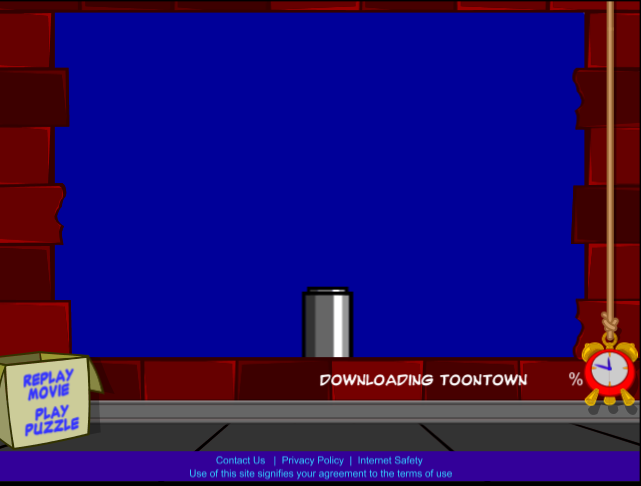 REPLAY
MOVIE
PLAY
PUZZLE
DOWNLOADING TOONTOWN %
Contact Us | Privacy Policy | Internet Safety
Use of this site signifies your agreement to the terms of use